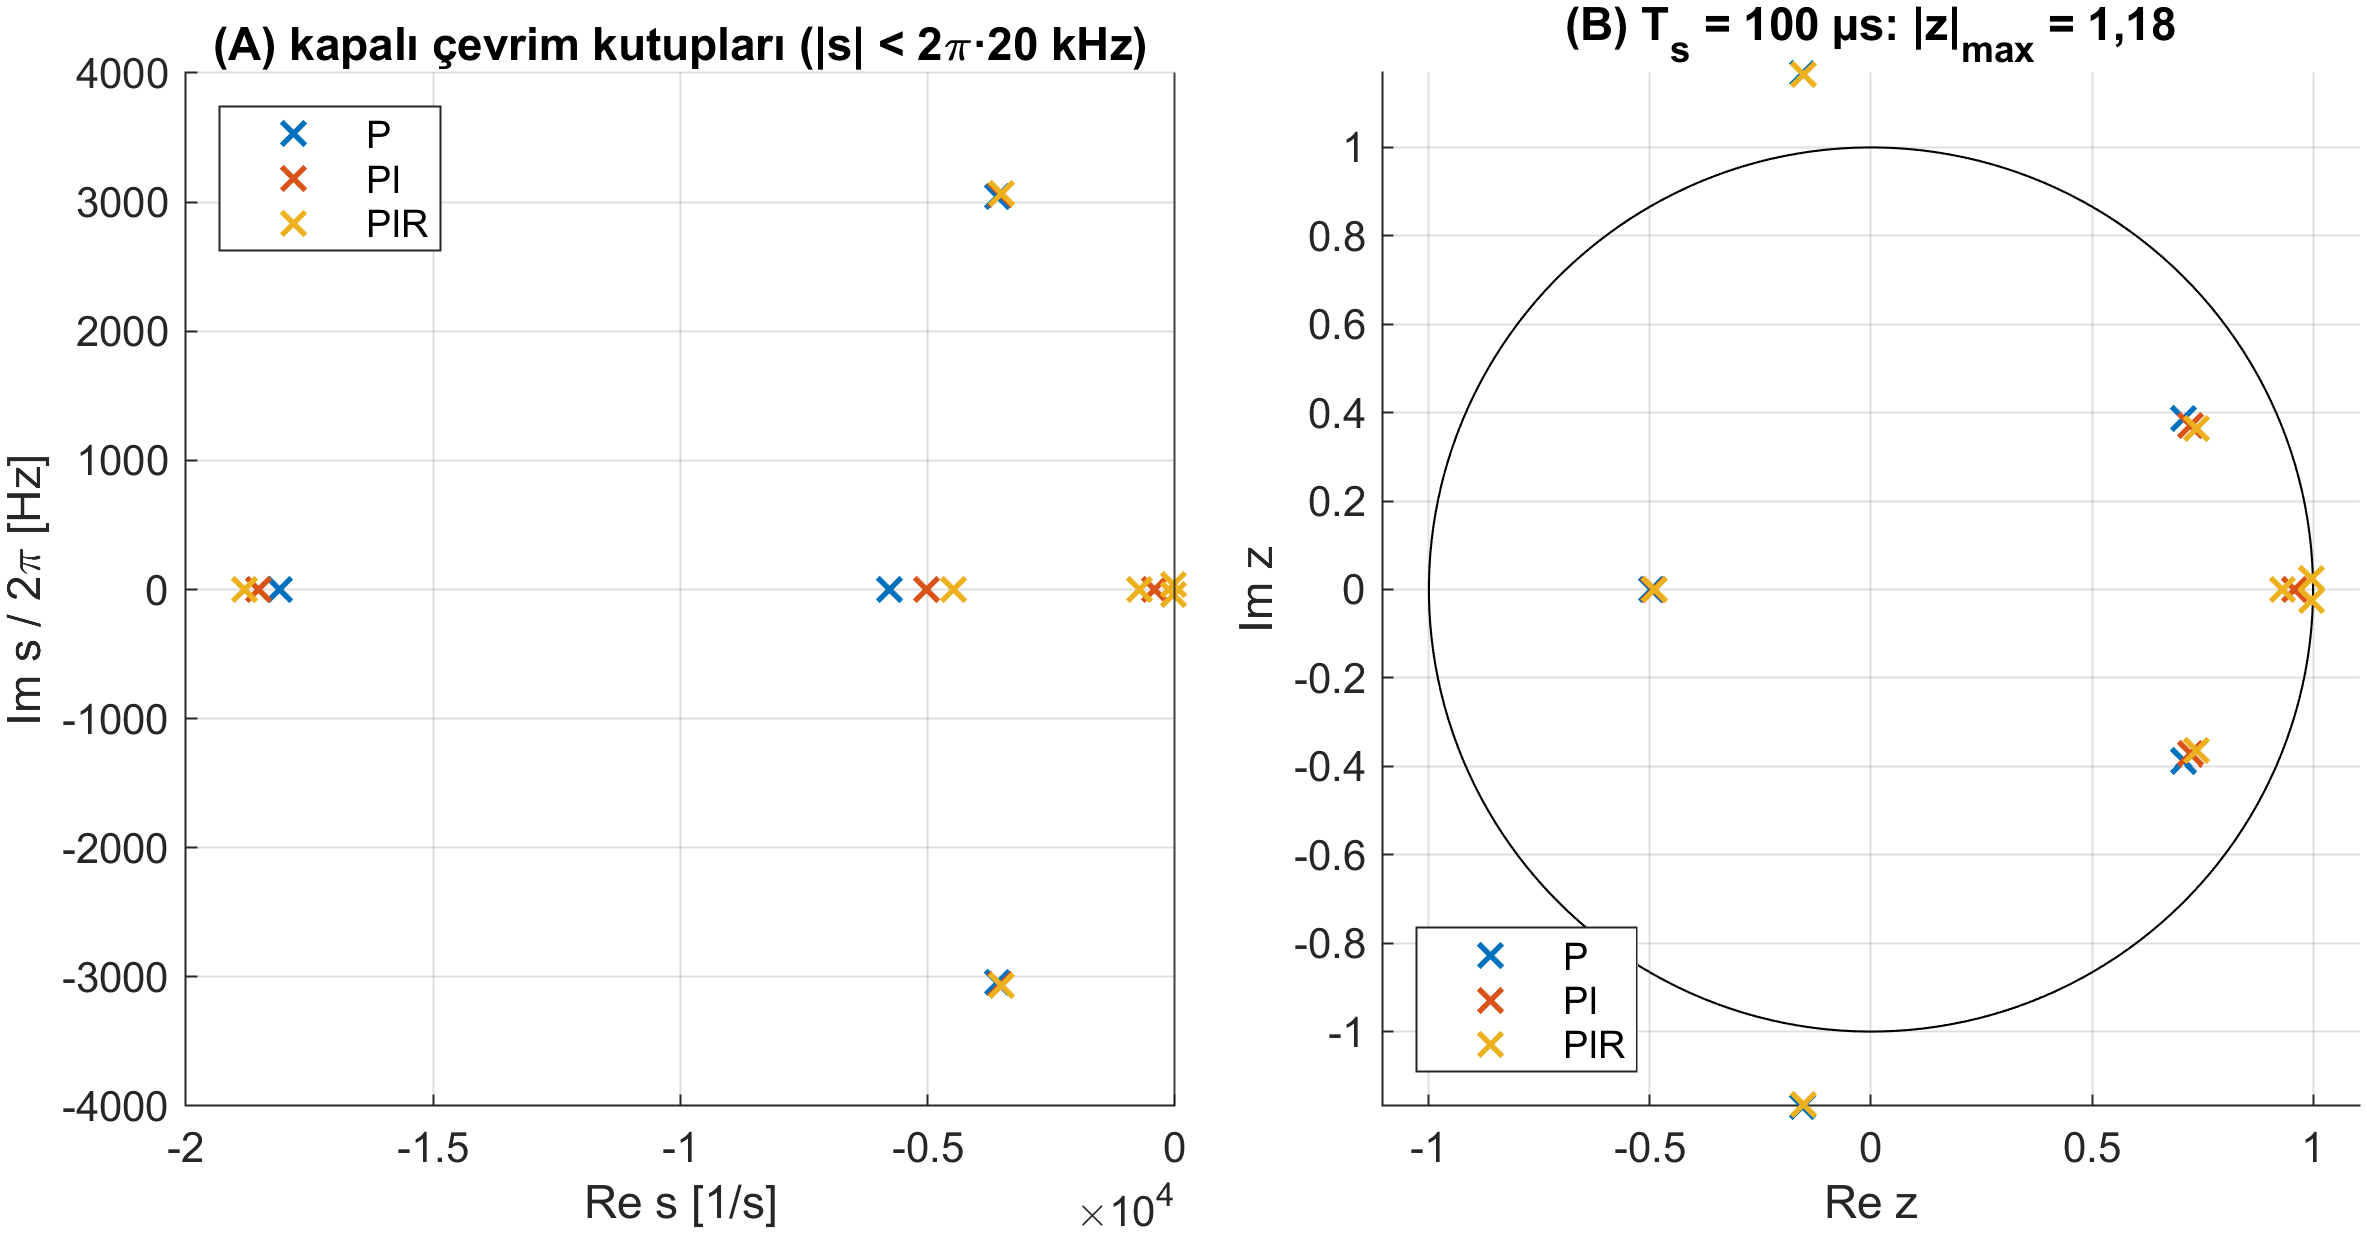 (A) kapalı çevrim kutupları (|s| < 2π·20 kHz)
4000
3000
2000
1000
0
-1000
-2000
-3000
-4000
Im s / 2π [Hz]
P
PI
PIR
-2
-1.5
-1
-0.5
0
×10^4
Re s [1/s]
(B) T_s = 100 µs: |z|_max = 1,18
1
0.8
0.6
0.4
0.2
0
-0.2
-0.4
-0.6
-0.8
-1
Im z
P
PI
PIR
-1
-0.5
0
0.5
1
Re z